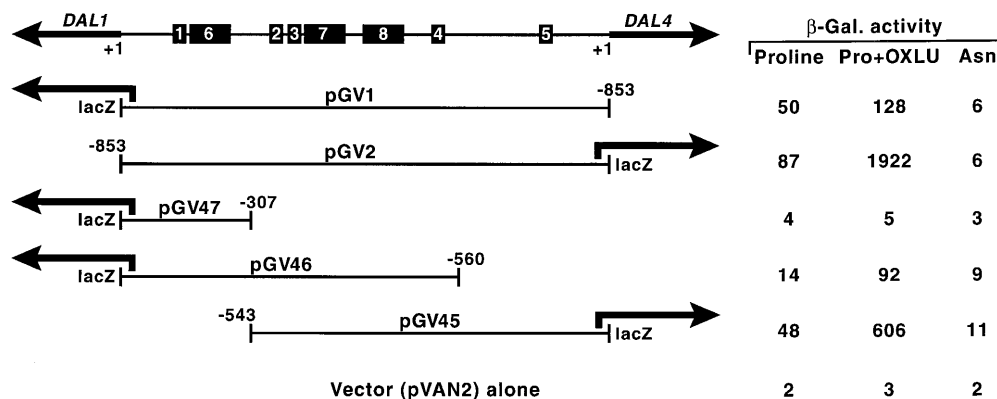 DAL1 1 6 2 3 7 8 4 5 DAL4
+1 +1
β-Gal. activity
Proline Pro+OXLU Asn
lacZ pGV1 -853 50 128 6
-853 pGV2 lacZ 87 1922 6
lacZ pGV47 -307 4 5 3
lacZ pGV46 -560 14 92 9
-543 pGV45 lacZ 48 606 11
Vector (pVAN2) alone 2 3 2